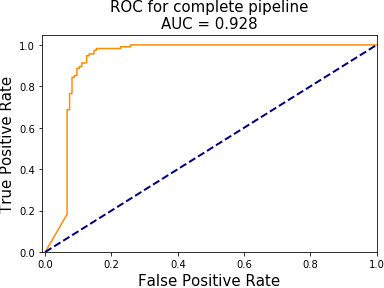 ROC for complete pipeline
AUC = 0.928
True Positive Rate
1.0
0.8
0.6
0.4
0.2
0.0
0.0 0.2 0.4 0.6 0.8 1.0
False Positive Rate